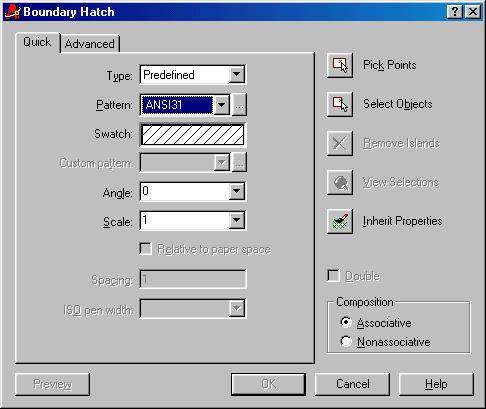 Boundary Hatch
Quick
Advanced
Type:
Predefined
Pattern:
ANSI31
...
Swatch:
Custom pattern:
...
Angle:
0
Scale:
1
Relative to paper space
Spacing:
1
ISO pen width:
Pick Points
Select Objects
Remove Islands
View Selections
Inherit Properties
Double
Composition
Associative
Nonassociative
Preview
OK
Cancel
Help